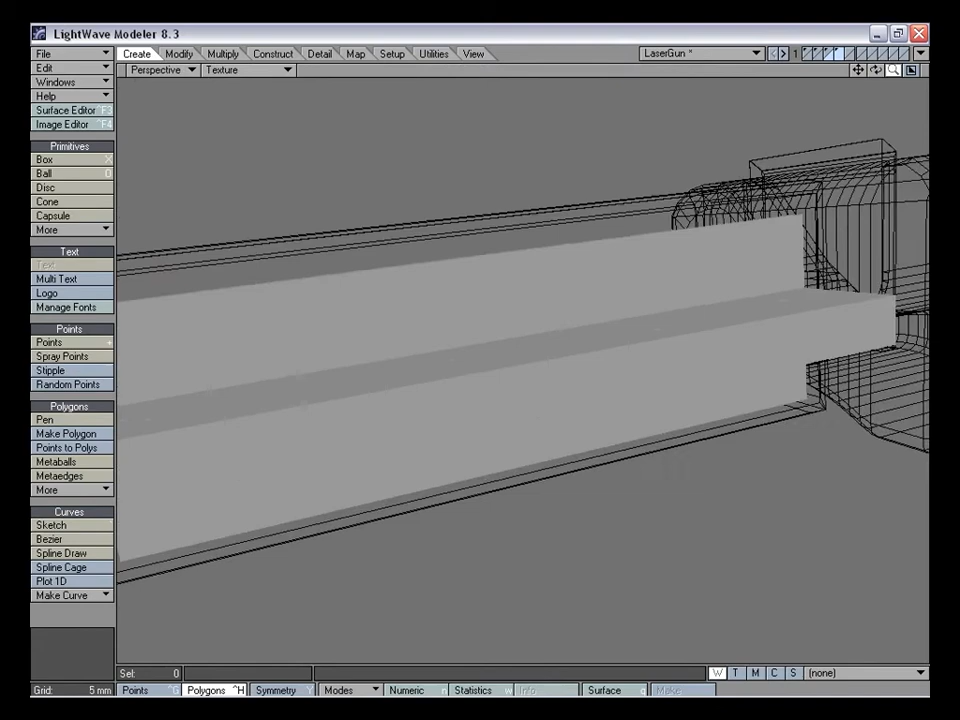 LightWave Modeler 8.3
File
Create Modify Multiply Construct Detail Map Setup Utilities View LaserGun * 1
Edit
Perspective Texture
Windows
Help
Surface Editor ^F3
Image Editor ^F4
Primitives
Box X
Ball O
Disc
Cone
Capsule
More
Text
Text
Multi Text
Logo
Manage Fonts
Points
Points +
Spray Points
Stipple
Random Points
Polygons
Pen
Make Polygon
Points to Polys
Metaballs
Metaedges
More
Curves
Sketch
Bezier
Spline Draw
Spline Cage
Plot 1D
Make Curve
Sel: 0 W T M C S (none)
Grid: 5 mm Points ^G Polygons ^H Symmetry Y Modes Numeric n Statistics w Info Surface q Make